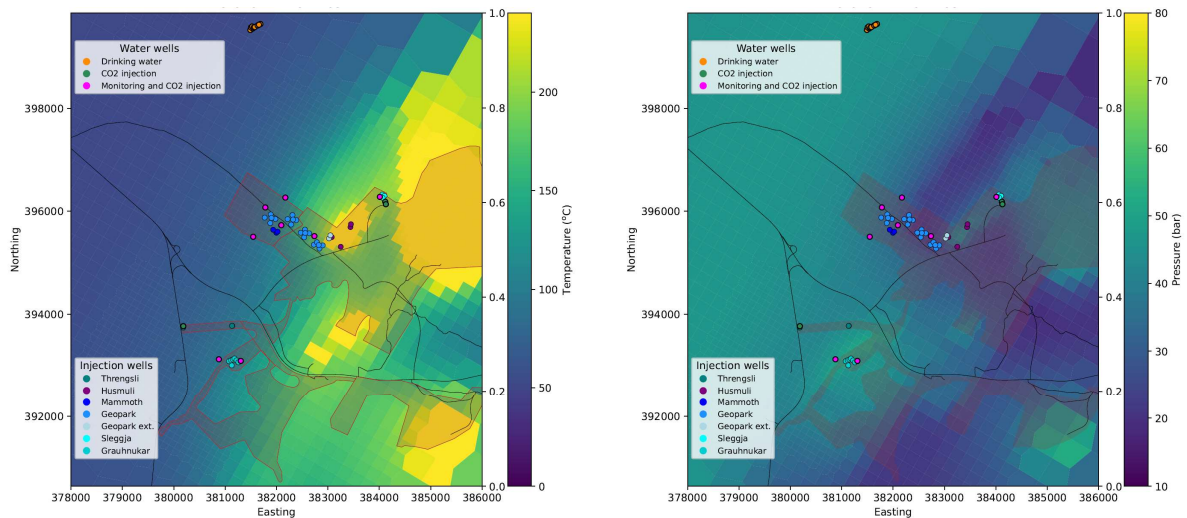 Water wells
Drinking water
CO2 injection
Monitoring and CO2 injection
Injection wells
Threngsli
Husmuli
Mammoth
Geopark
Geopark ext.
Sleggja
Grauhnukar
398000
396000
394000
392000
Northing
378000 379000 380000 381000 382000 383000 384000 385000 386000
Easting
1.0
0.8
0.6
0.4
0.2
0.0
200
150
100
50
0
Temperature (°C)
Water wells
Drinking water
CO2 injection
Monitoring and CO2 injection
Injection wells
Threngsli
Husmuli
Mammoth
Geopark
Geopark ext.
Sleggja
Grauhnukar
398000
396000
394000
392000
Northing
378000 379000 380000 381000 382000 383000 384000 385000 386000
Easting
1.0
0.8
0.6
0.4
0.2
0.0
80
70
60
50
40
30
20
10
Pressure (bar)